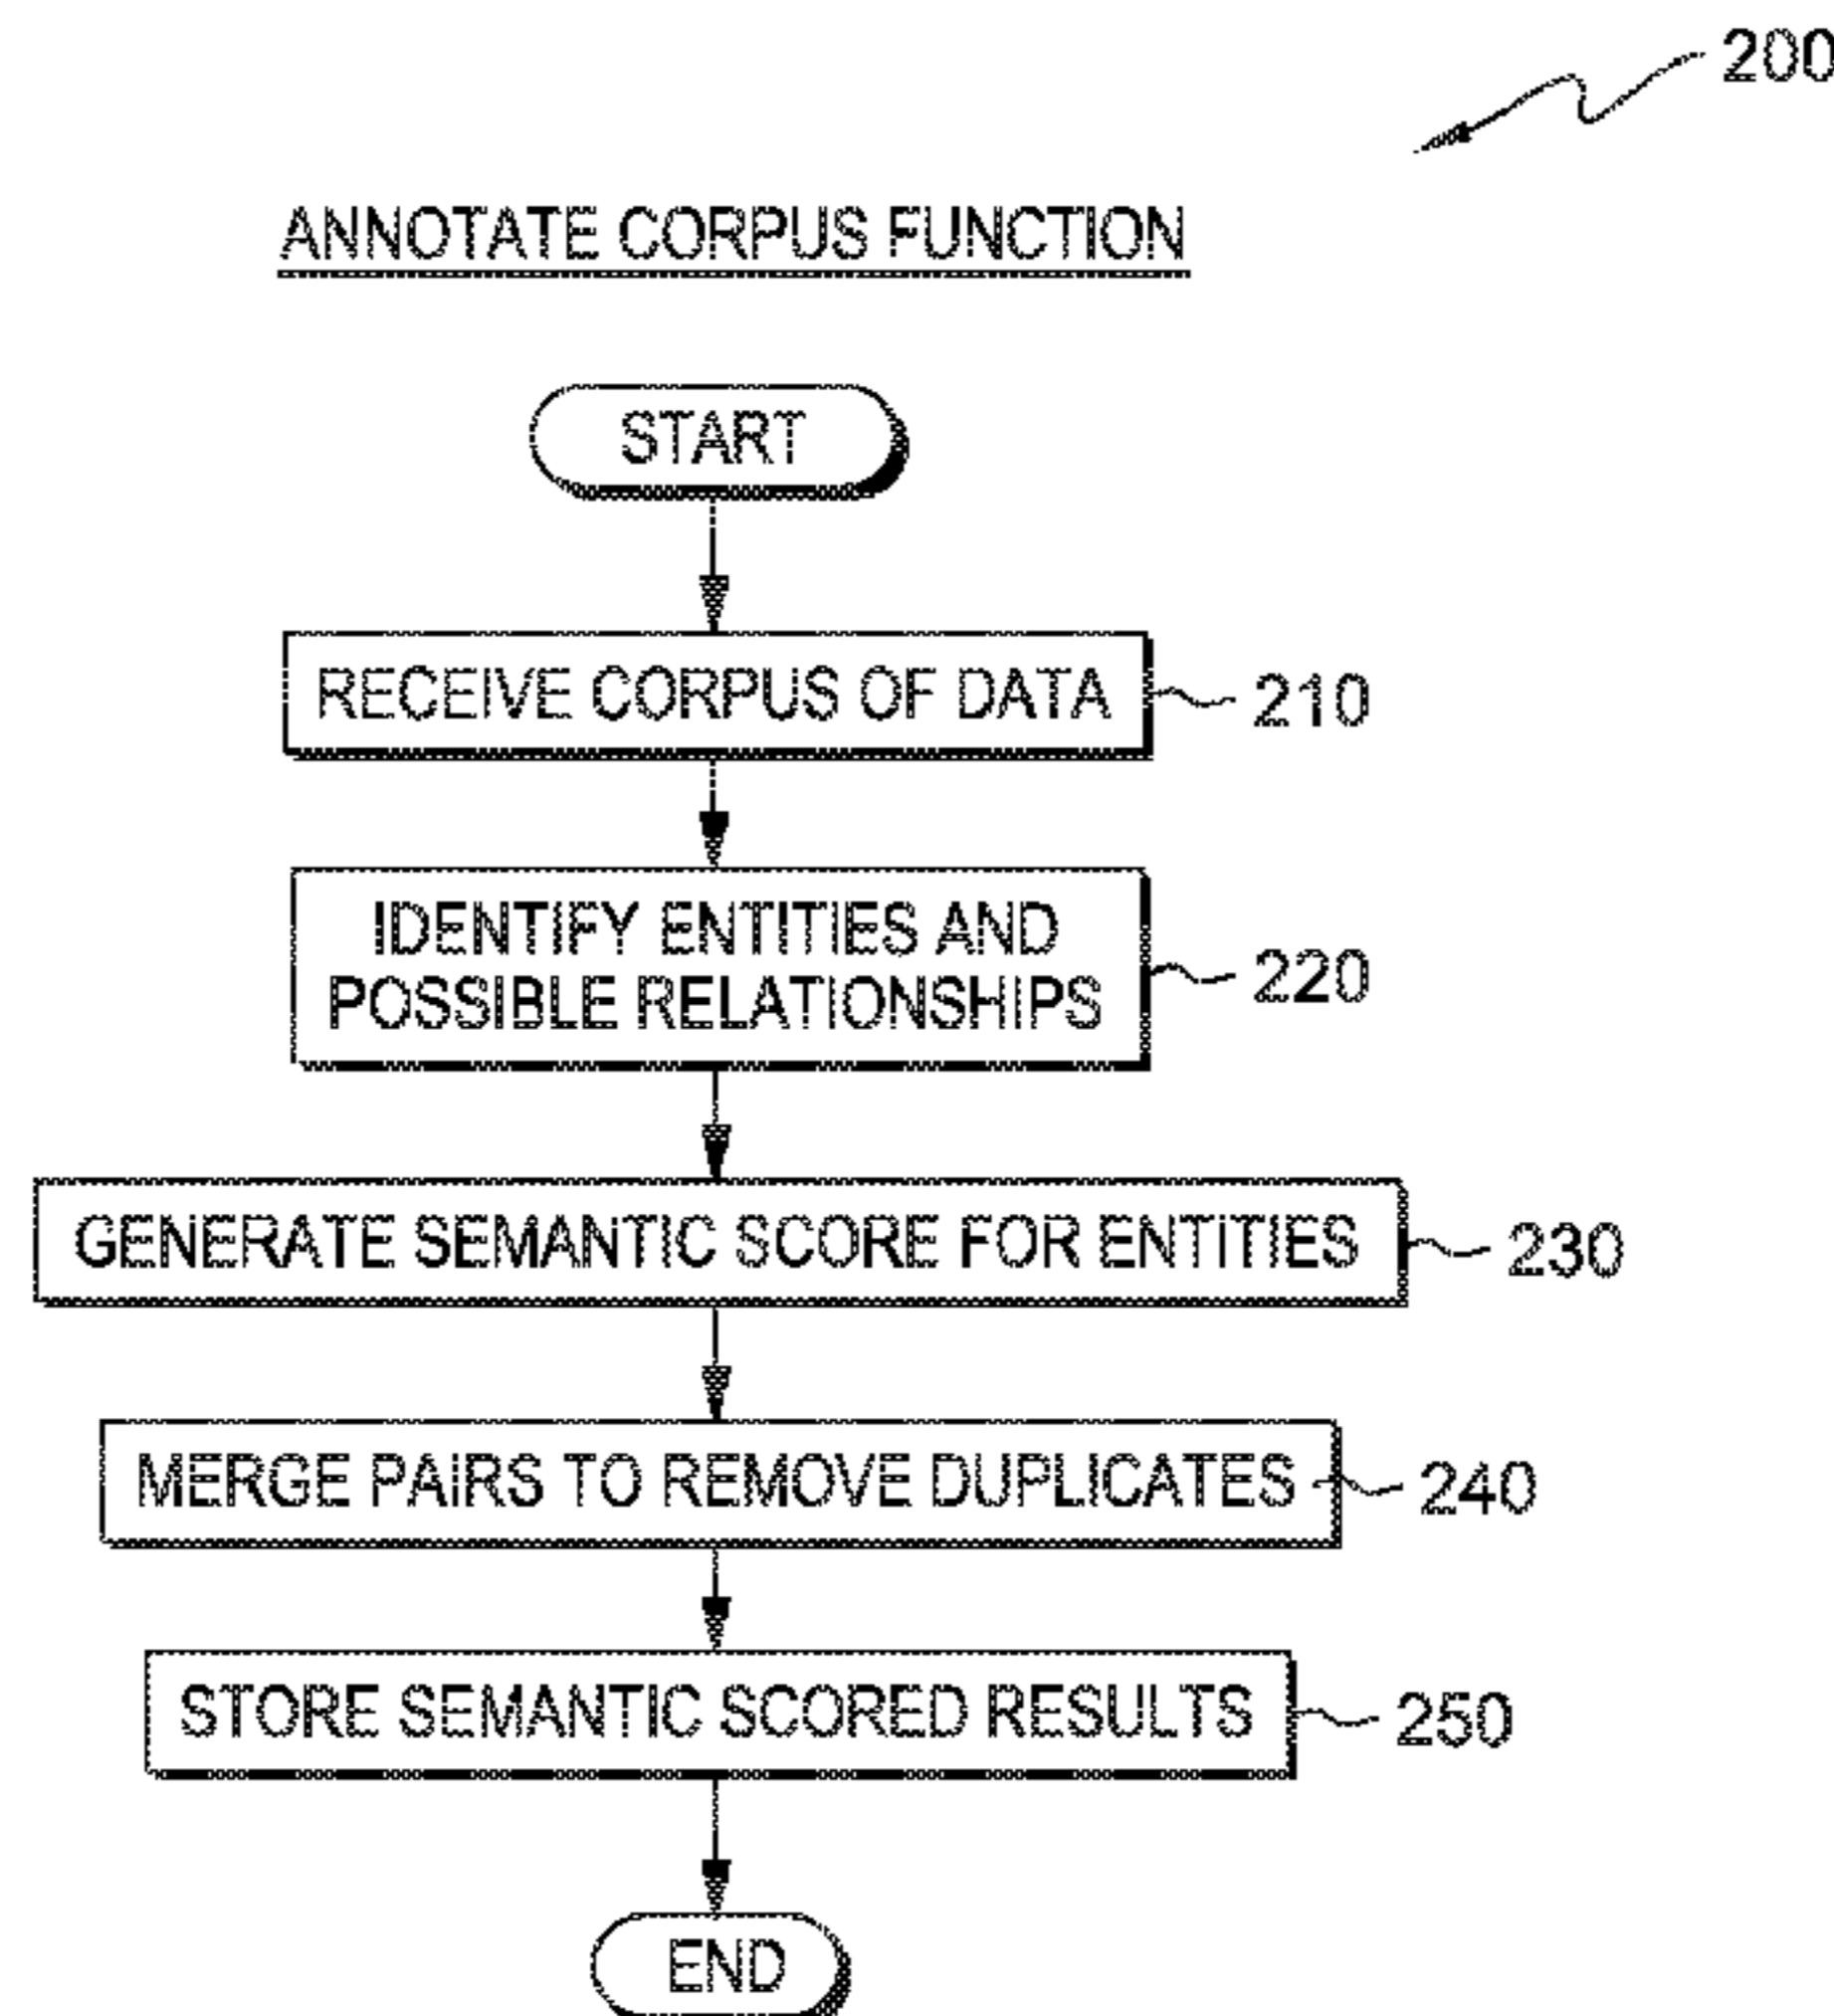 200
ANNOTATE CORPUS FUNCTION
START
RECEIVE CORPUS OF DATA
210
IDENTIFY ENTITIES AND
POSSIBLE RELATIONSHIPS
220
GENERATE SEMANTIC SCORE FOR ENTITIES
230
MERGE PAIRS TO REMOVE DUPLICATES
240
STORE SEMANTIC SCORED RESULTS
250
END